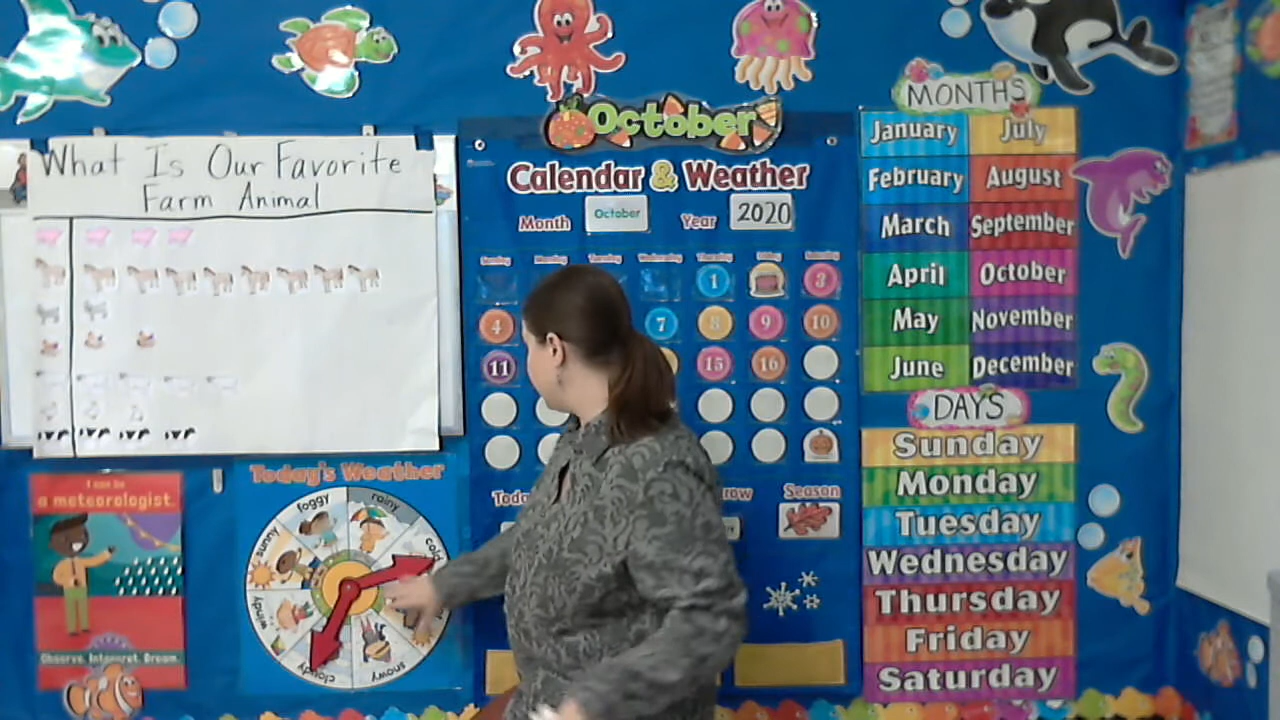 What Is Our Favorite
Farm Animal
October
Calendar & Weather
Month October Year 2020
1 3
4 7 8 9 10
11 15 16
Season
MONTHS
January July
February August
March September
April October
May November
June December
DAYS
Sunday
Monday
Tuesday
Wednesday
Thursday
Friday
Saturday
I can be
a meteorologist.
Observe. Interpret. Dream.
Today's Weather
foggy
rainy
sunny
cold
windy
cloudy
snowy